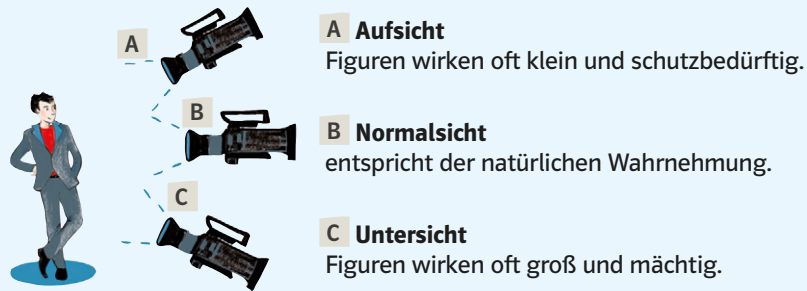 A
B
C
A Aufsicht
Figuren wirken oft klein und schutzbedürftig.
B Normalsicht
entspricht der natürlichen Wahrnehmung.
C Untersicht
Figuren wirken oft groß und mächtig.